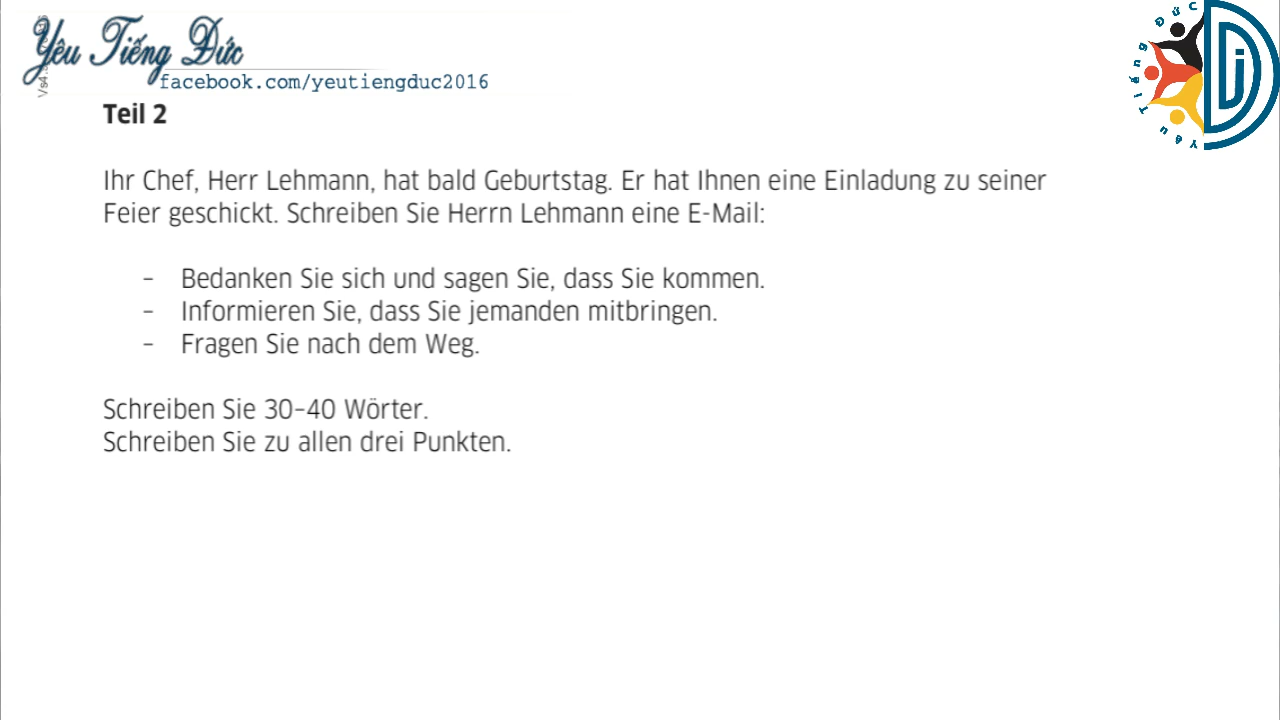 Yêu Tiếng Đức
facebook.com/yeutiengduc2016
Yêu Tiếng Đức
Teil 2
Ihr Chef, Herr Lehmann, hat bald Geburtstag. Er hat Ihnen eine Einladung zu seiner
Feier geschickt. Schreiben Sie Herrn Lehmann eine E-Mail:
– Bedanken Sie sich und sagen Sie, dass Sie kommen.
– Informieren Sie, dass Sie jemanden mitbringen.
– Fragen Sie nach dem Weg.
Schreiben Sie 30–40 Wörter.
Schreiben Sie zu allen drei Punkten.